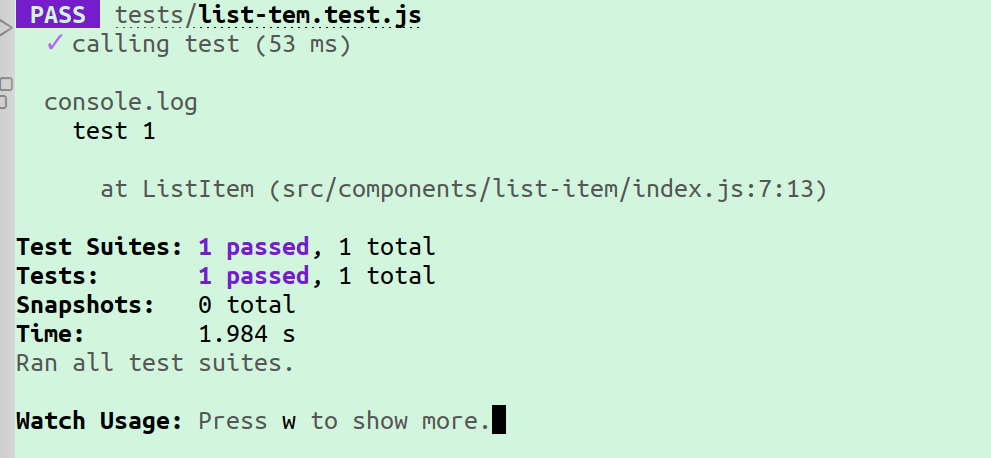 PASS tests/list-tem.test.js
✓ calling test (53 ms)
console.log
test 1
at ListItem (src/components/list-item/index.js:7:13)
Test Suites: 1 passed, 1 total
Tests: 1 passed, 1 total
Snapshots: 0 total
Time: 1.984 s
Ran all test suites.
Watch Usage: Press w to show more.